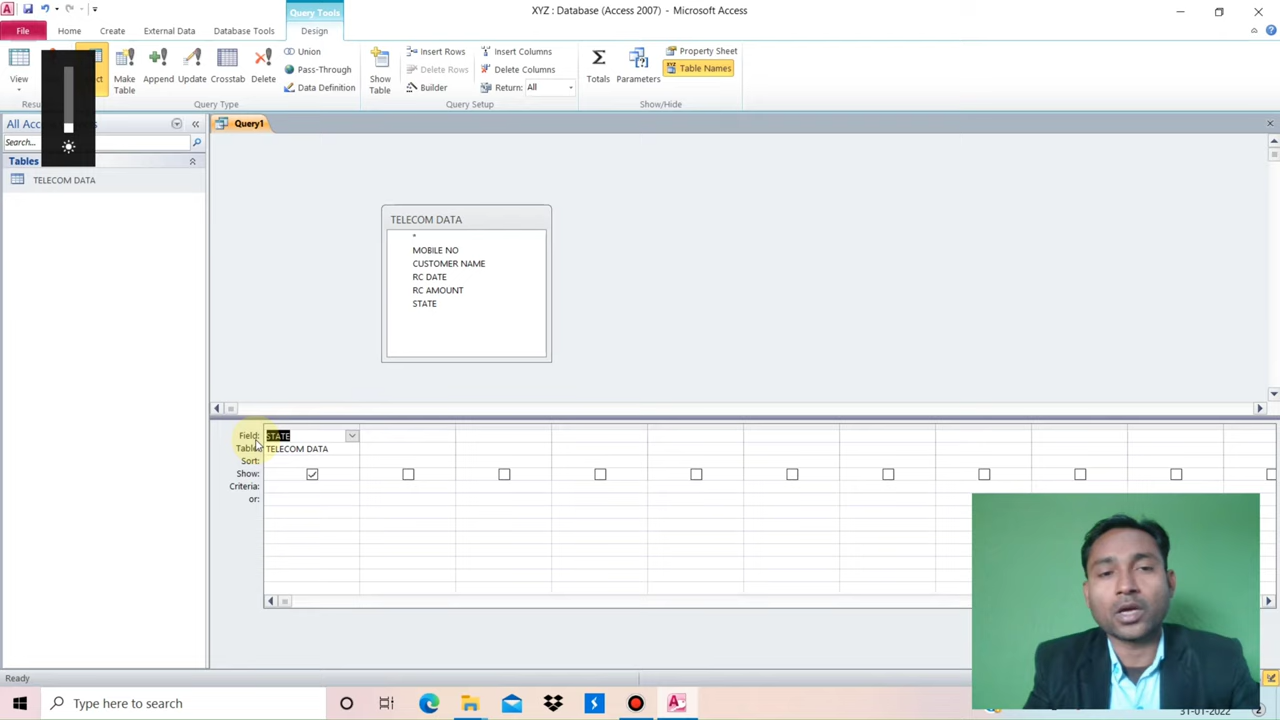 XYZ : Database (Access 2007) - Microsoft Access
Query Tools
File
Home
Create
External Data
Database Tools
Design
View
Make Table
Append
Update
Crosstab
Delete
Union
Pass-Through
Data Definition
Show Table
Insert Rows
Delete Rows
Builder
Insert Columns
Delete Columns
Return: All
Totals
Parameters
Property Sheet
Table Names
Query Type
Query Setup
Show/Hide
Search...
Tables
TELECOM DATA
Query1
TELECOM DATA
*
MOBILE NO
CUSTOMER NAME
RC DATE
RC AMOUNT
STATE
Field: STATE
Table: TELECOM DATA
Sort:
Show:
Criteria:
or:
Ready
Type here to search
31-01-2022
2